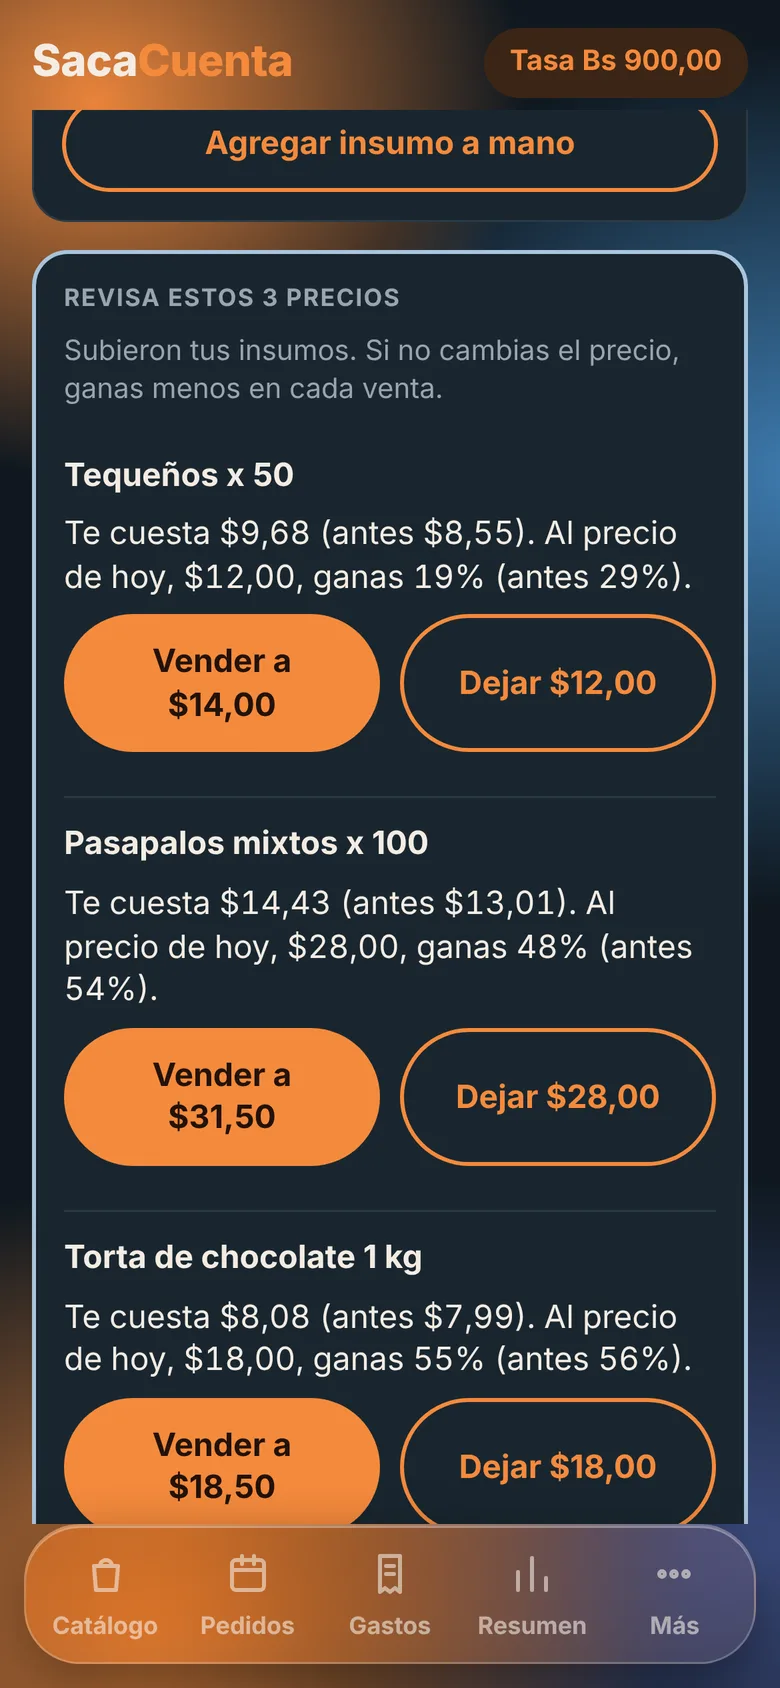 SacaCuenta
Tasa Bs 900,00
Agregar insumo a mano
REVISA ESTOS 3 PRECIOS
Subieron tus insumos. Si no cambias el precio,
ganas menos en cada venta.
Tequeños x 50
Te cuesta $9,68 (antes $8,55). Al precio
de hoy, $12,00, ganas 19% (antes 29%).
Vender a
$14,00
Dejar $12,00
Pasapalos mixtos x 100
Te cuesta $14,43 (antes $13,01). Al
precio de hoy, $28,00, ganas 48% (antes
54%).
Vender a
$31,50
Dejar $28,00
Torta de chocolate 1 kg
Te cuesta $8,08 (antes $7,99). Al precio
de hoy, $18,00, ganas 55% (antes 56%).
Vender a
$18,50
Dejar $18,00
Catálogo
Pedidos
Gastos
Resumen
Más